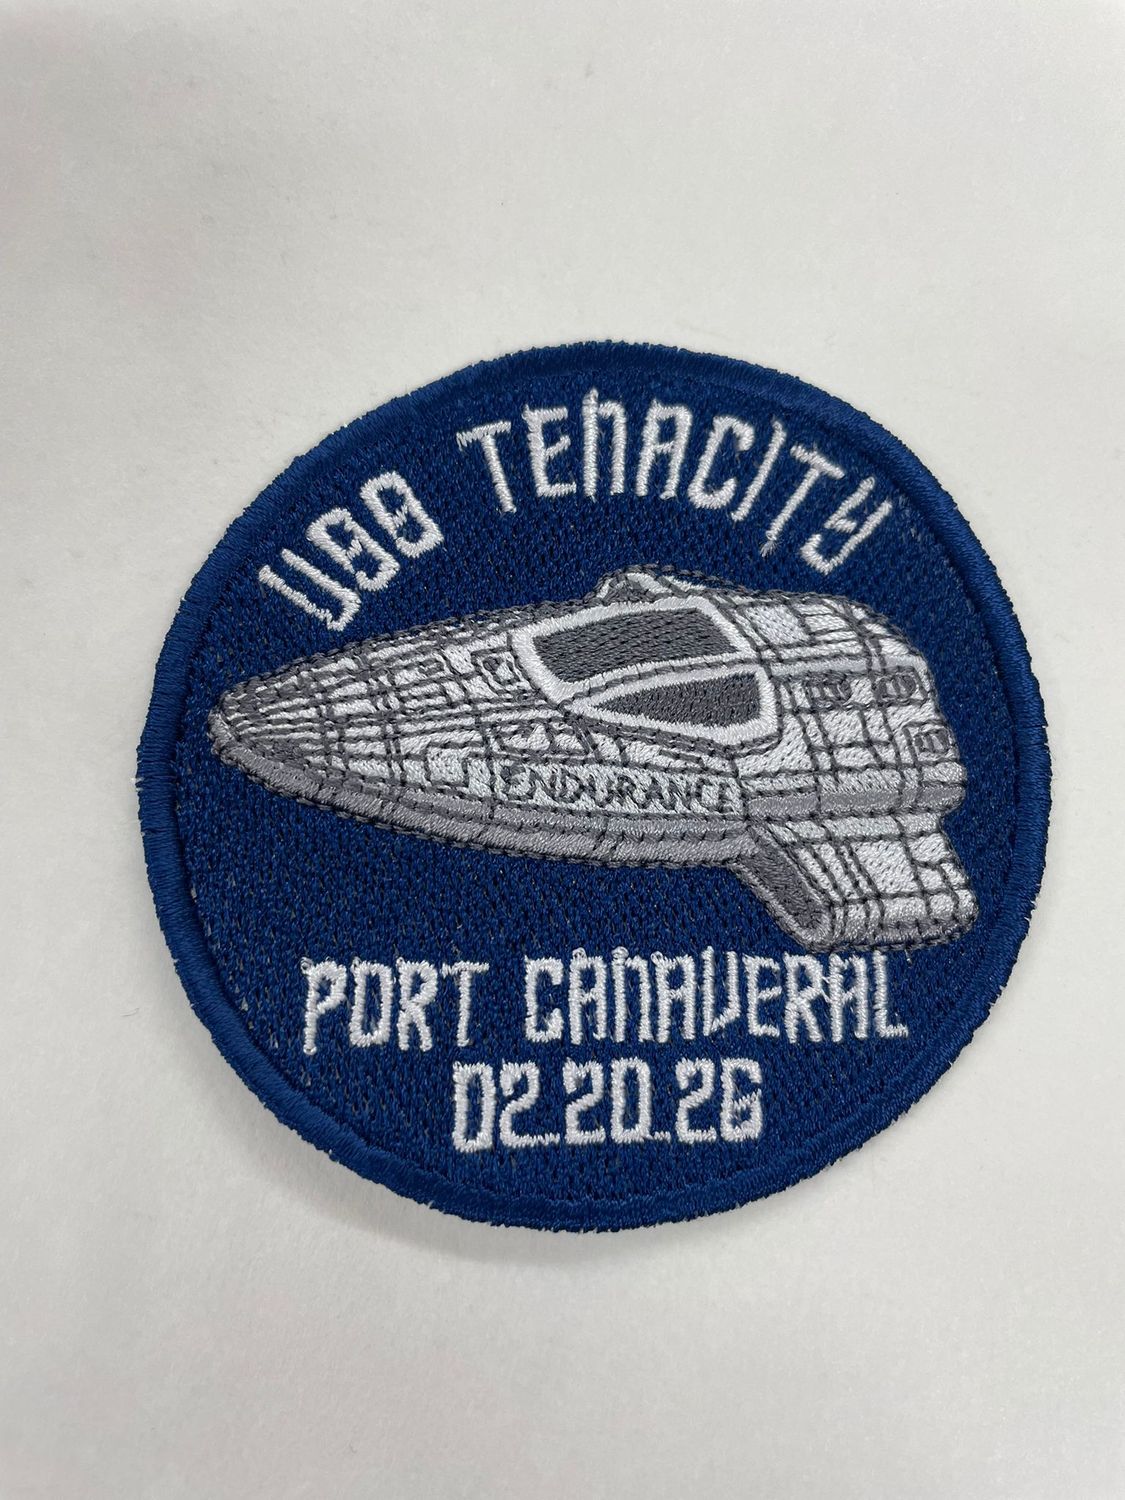 USS TENACITY
ENDURANCE
PORT CANAVERAL
02.20.26